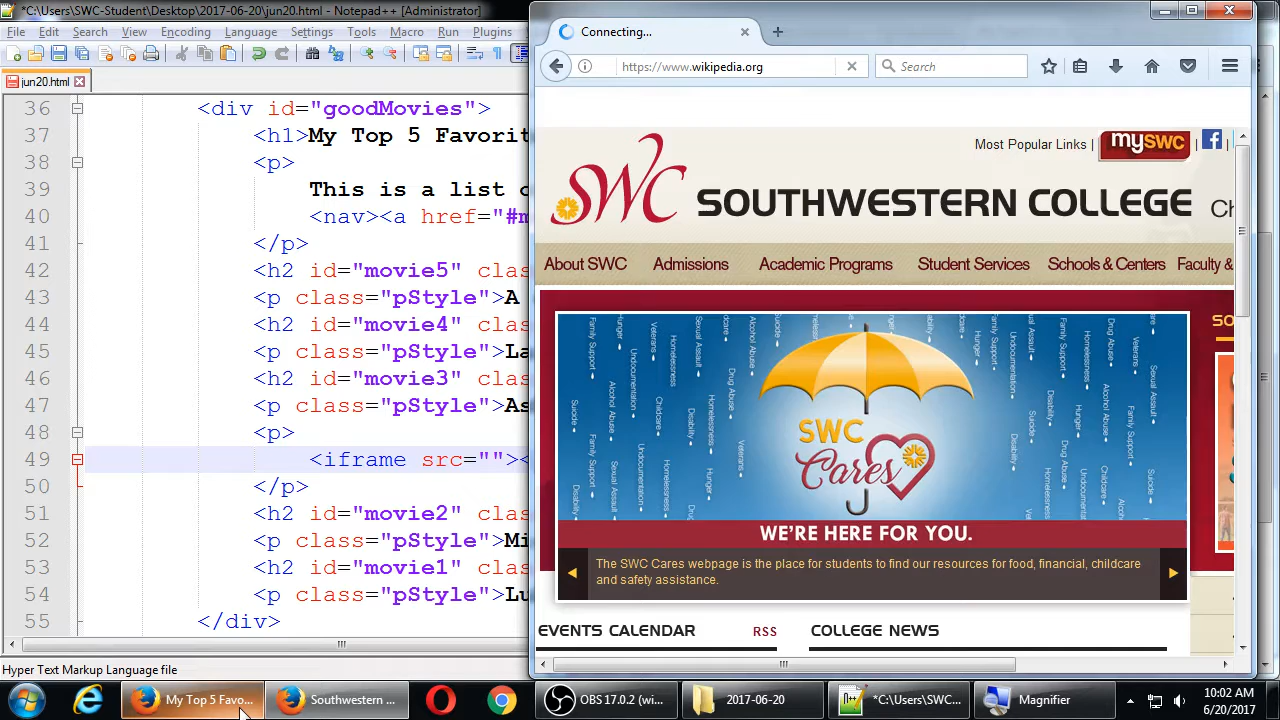 *C:\Users\SWC-Student\Desktop\2017-06-20\jun20.html - Notepad++ [Administrator]
File Edit Search View Encoding Language Settings Tools Macro Run Plugins
jun20.html
36 <div id="goodMovies">
37 <h1>My Top 5 Favorit
38 <p>
39 This is a list o
40 <nav><a href="#m
41 </p>
42 <h2 id="movie5" clas
43 <p class="pStyle">A
44 <h2 id="movie4" clas
45 <p class="pStyle">La
46 <h2 id="movie3" clas
47 <p class="pStyle">As
48 <p>
49 <iframe src=""><
50 </p>
51 <h2 id="movie2" clas
52 <p class="pStyle">Mi
53 <h2 id="movie1" clas
54 <p class="pStyle">Lu
55 </div>
Hyper Text Markup Language file
Connecting...
https://www.wikipedia.org
Search
Most Popular Links | mySWC | |
SWC SOUTHWESTERN COLLEGE Ch
About SWC Admissions Academic Programs Student Services Schools & Centers Faculty &
SWC
Cares
WE'RE HERE FOR YOU.
The SWC Cares webpage is the place for students to find our resources for food, financial, childcare
and safety assistance.
EVENTS CALENDAR RSS COLLEGE NEWS
My Top 5 Favo... Southwestern ... OBS 17.0.2 (wi... 2017-06-20 *C:\Users\SWC... Magnifier
10:02 AM
6/20/2017